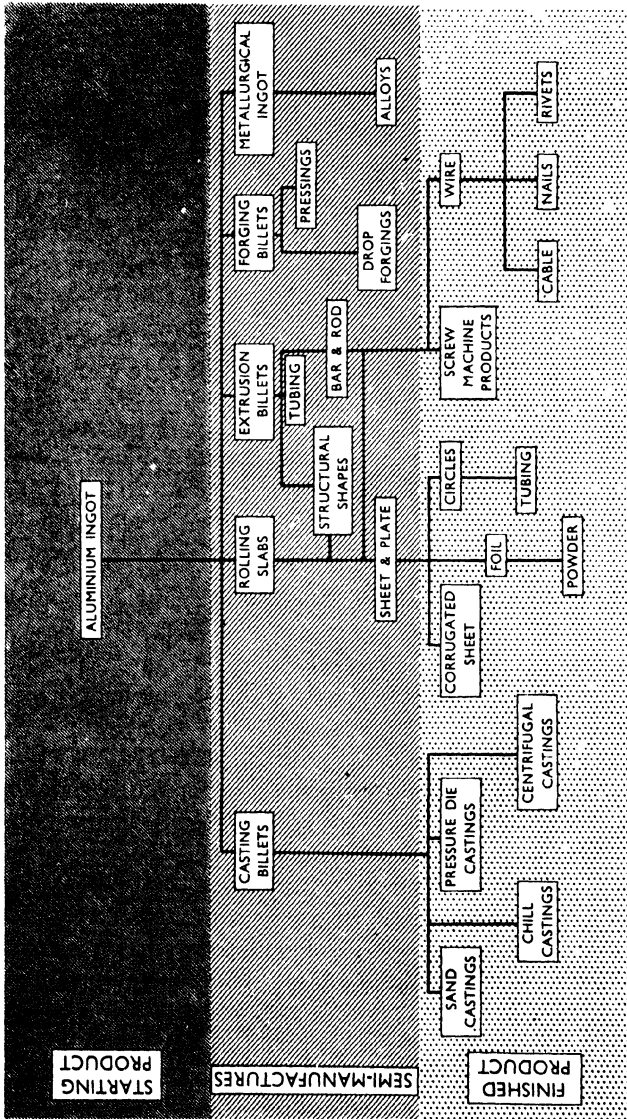 STARTING
PRODUCT
ALUMINIUM INGOT
SEMI-MANUFACTURES
CASTING
BILLETS
ROLLING
SLABS
EXTRUSION
BILLETS
FORGING
BILLETS
METALLURGICAL
INGOT
STRUCTURAL
SHAPES
TUBING
BAR & ROD
PRESSINGS
DROP
FORGINGS
ALLOYS
SHEET & PLATE
FINISHED
PRODUCT
SAND
CASTINGS
CHILL
CASTINGS
PRESSURE DIE
CASTINGS
CENTRIFUGAL
CASTINGS
CORRUGATED
SHEET
FOIL
POWDER
CIRCLES
TUBING
SCREW
MACHINE
PRODUCTS
WIRE
CABLE
NAILS
RIVETS